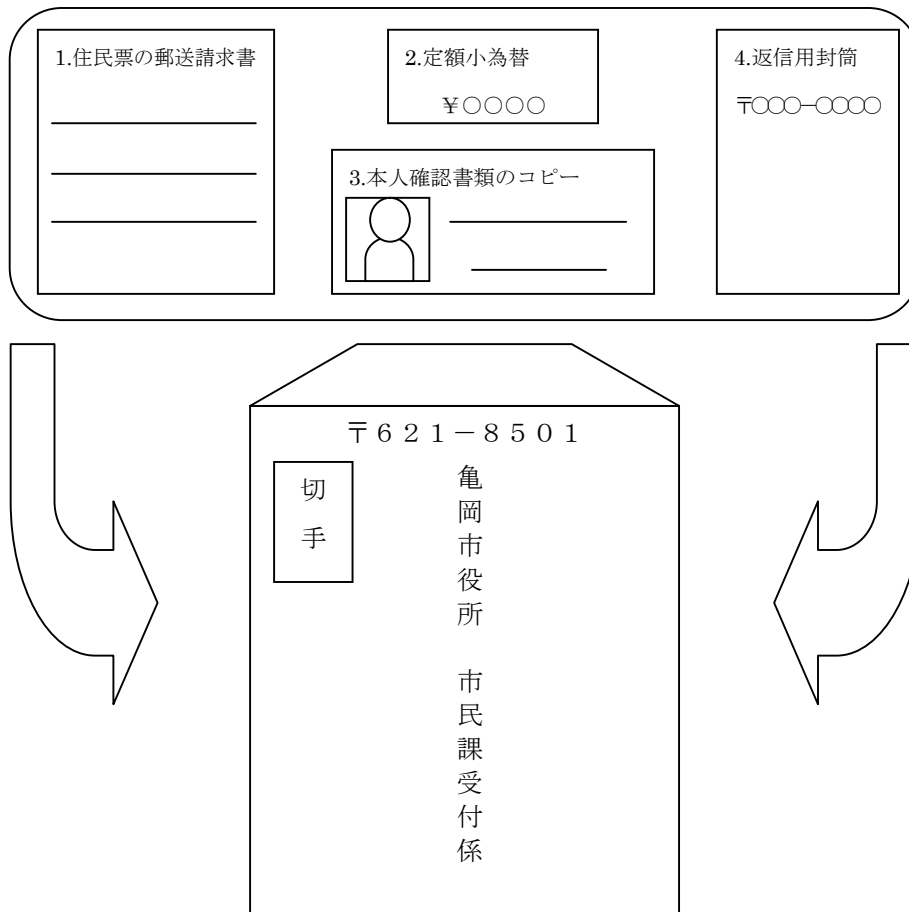 1.住民票の郵送請求書
2.定額小為替
¥○○○○
3.本人確認書類のコピー
4.返信用封筒
〒○○○-○○○○
〒621-8501
切手
亀岡市役所 市民課受付係